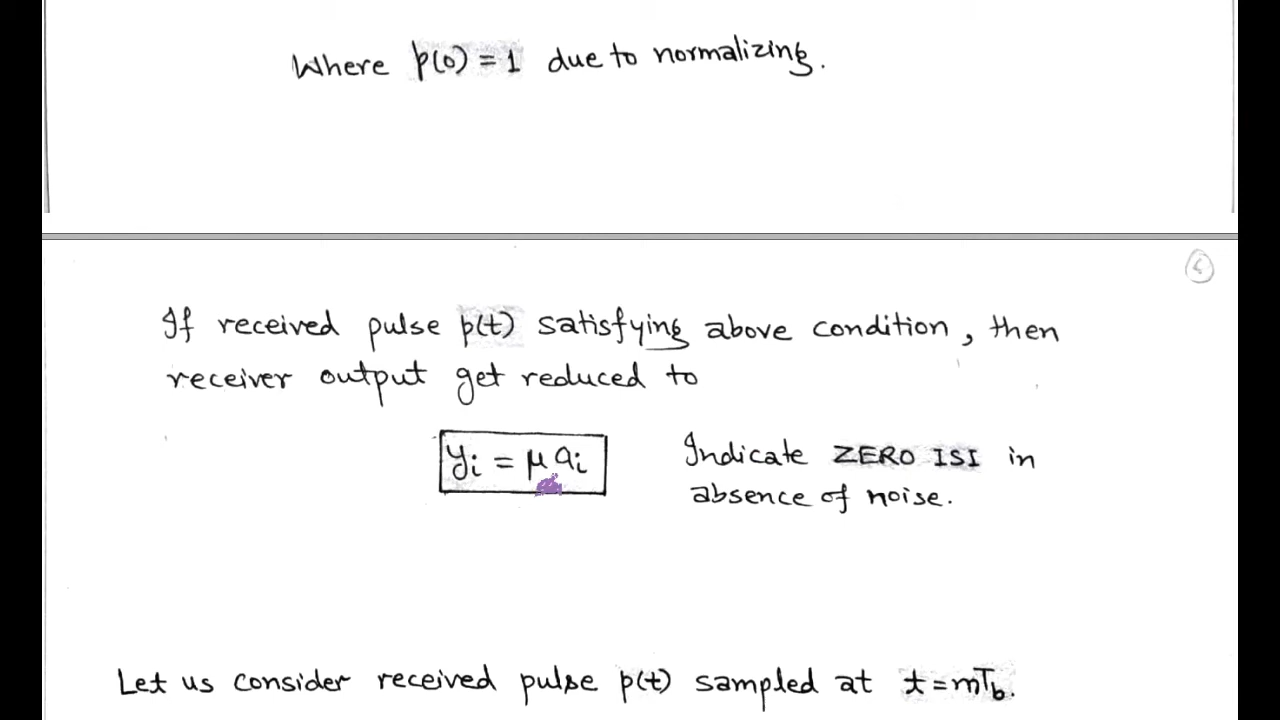 Where p(0) = 1 due to normalizing.
If received pulse p(t) satisfying above condition, then
receiver output get reduced to
yi = μ ai
Indicate ZERO ISI in
absence of noise.
Let us consider received pulse p(t) sampled at t=mTb.